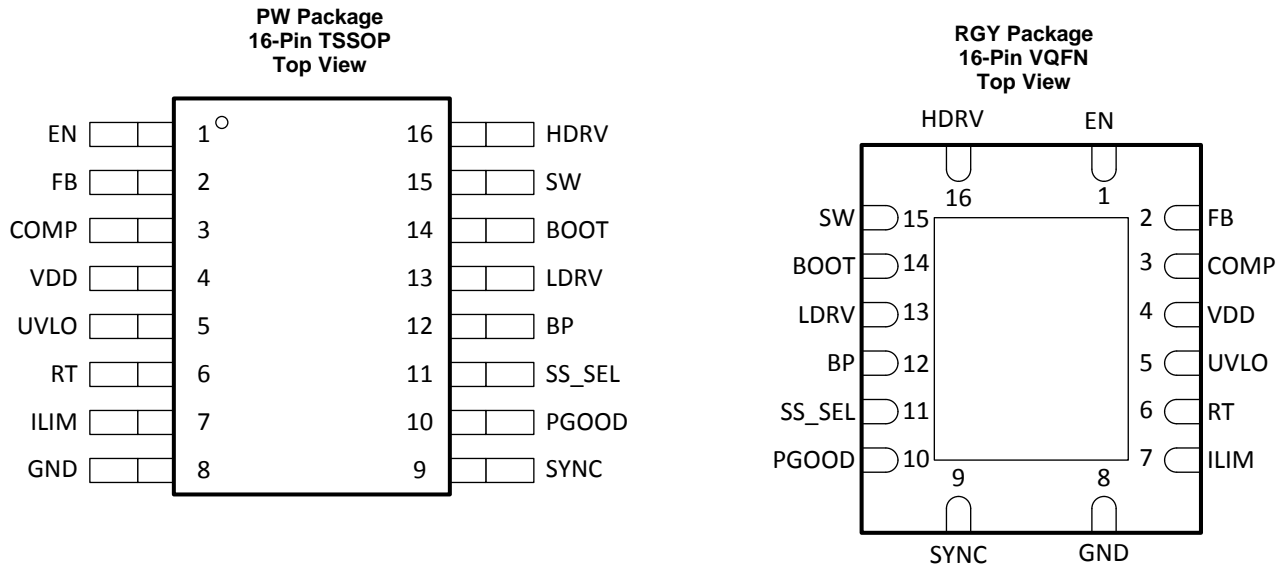 PW Package
16-Pin TSSOP
Top View
EN 1 16 HDRV
FB 2 15 SW
COMP 3 14 BOOT
VDD 4 13 LDRV
UVLO 5 12 BP
RT 6 11 SS_SEL
ILIM 7 10 PGOOD
GND 8 9 SYNC
RGY Package
16-Pin VQFN
Top View
HDRV EN
16 1
SW 15 2 FB
BOOT 14 3 COMP
LDRV 13 4 VDD
BP 12 5 UVLO
SS_SEL 11 6 RT
PGOOD 10 7 ILIM
9 8
SYNC GND